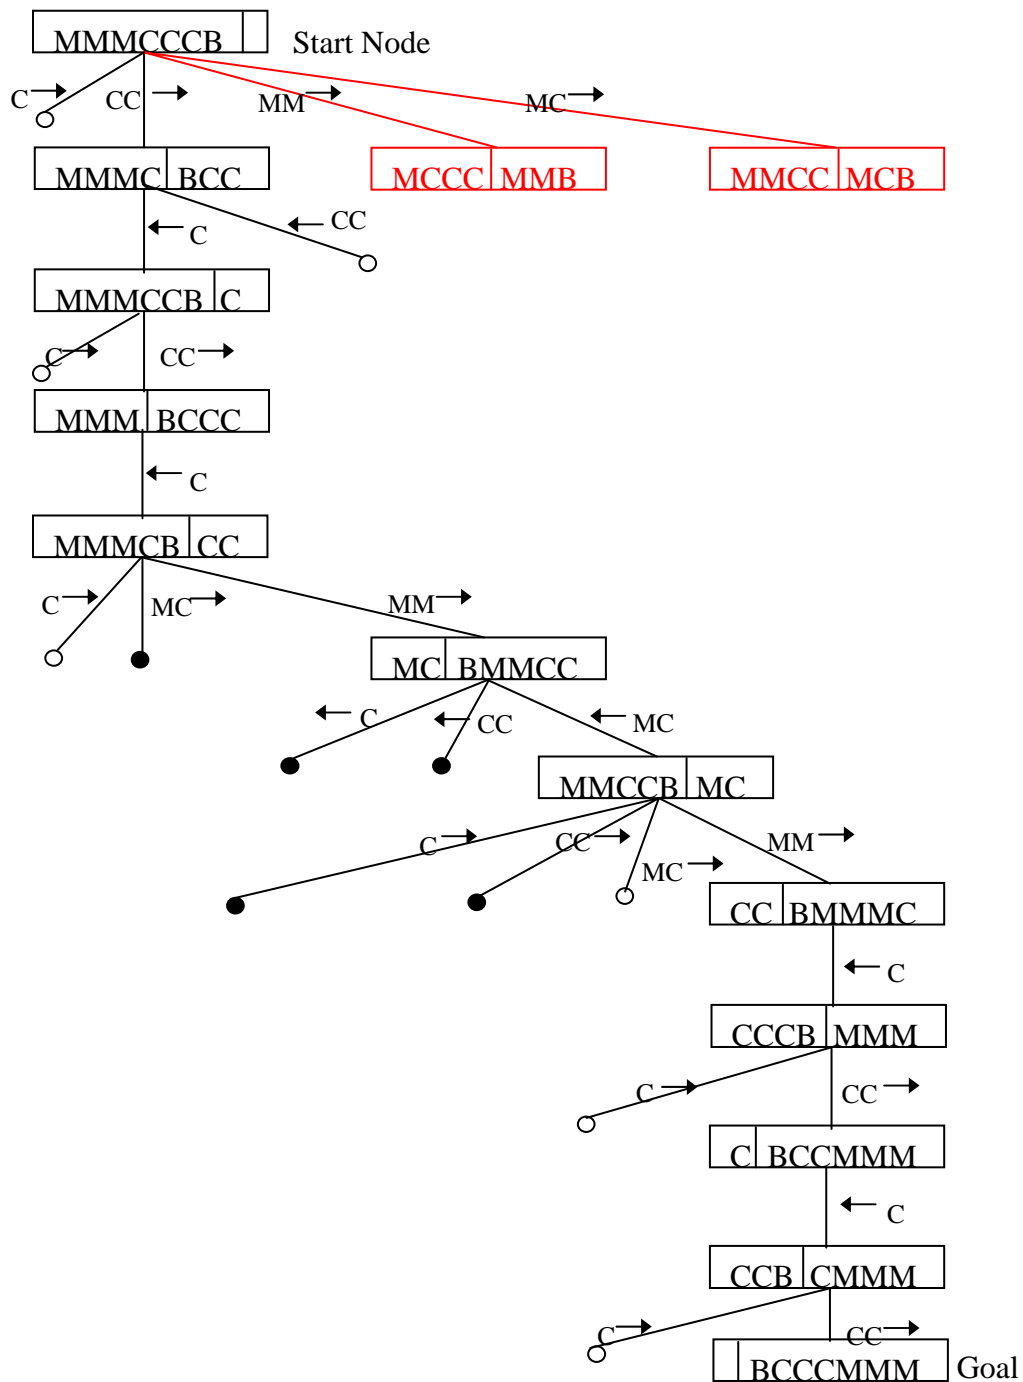 MMMCCCB Start Node
C CC MM MC
MMMC BCC MCCC MMB MMCC MCB
C CC
MMMCCB C
C CC
MMM BCCC
C
MMMCB CC
C MC MM
MC BMMCC
C CC MC
MMCCB MC
C CC MC MM
CC BMMMC
C
CCCB MMM
C CC
C BCCMMM
C
CCB CMMM
C CC
BCCCMMM Goal